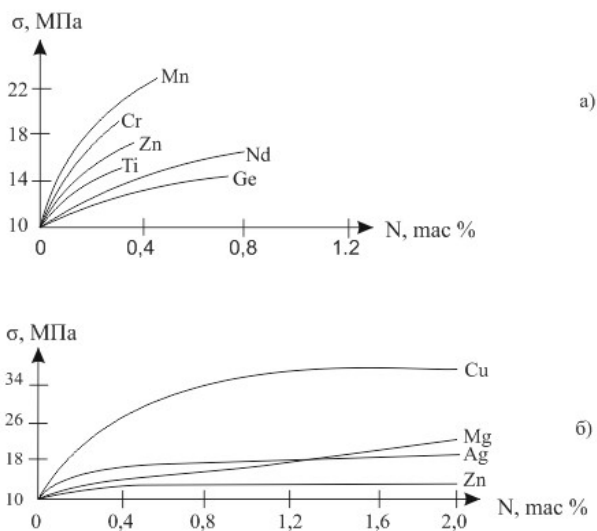 σ, МПа
22
18
14
10
Mn
Cr
Zn
Ti
Nd
Ge
а)
0
0,4
0,8
1.2
N, mac %
σ, МПа
34
26
18
10
Cu
Mg
Ag
Zn
б)
0
0,4
0,8
1,2
1,6
2,0
N, mac %